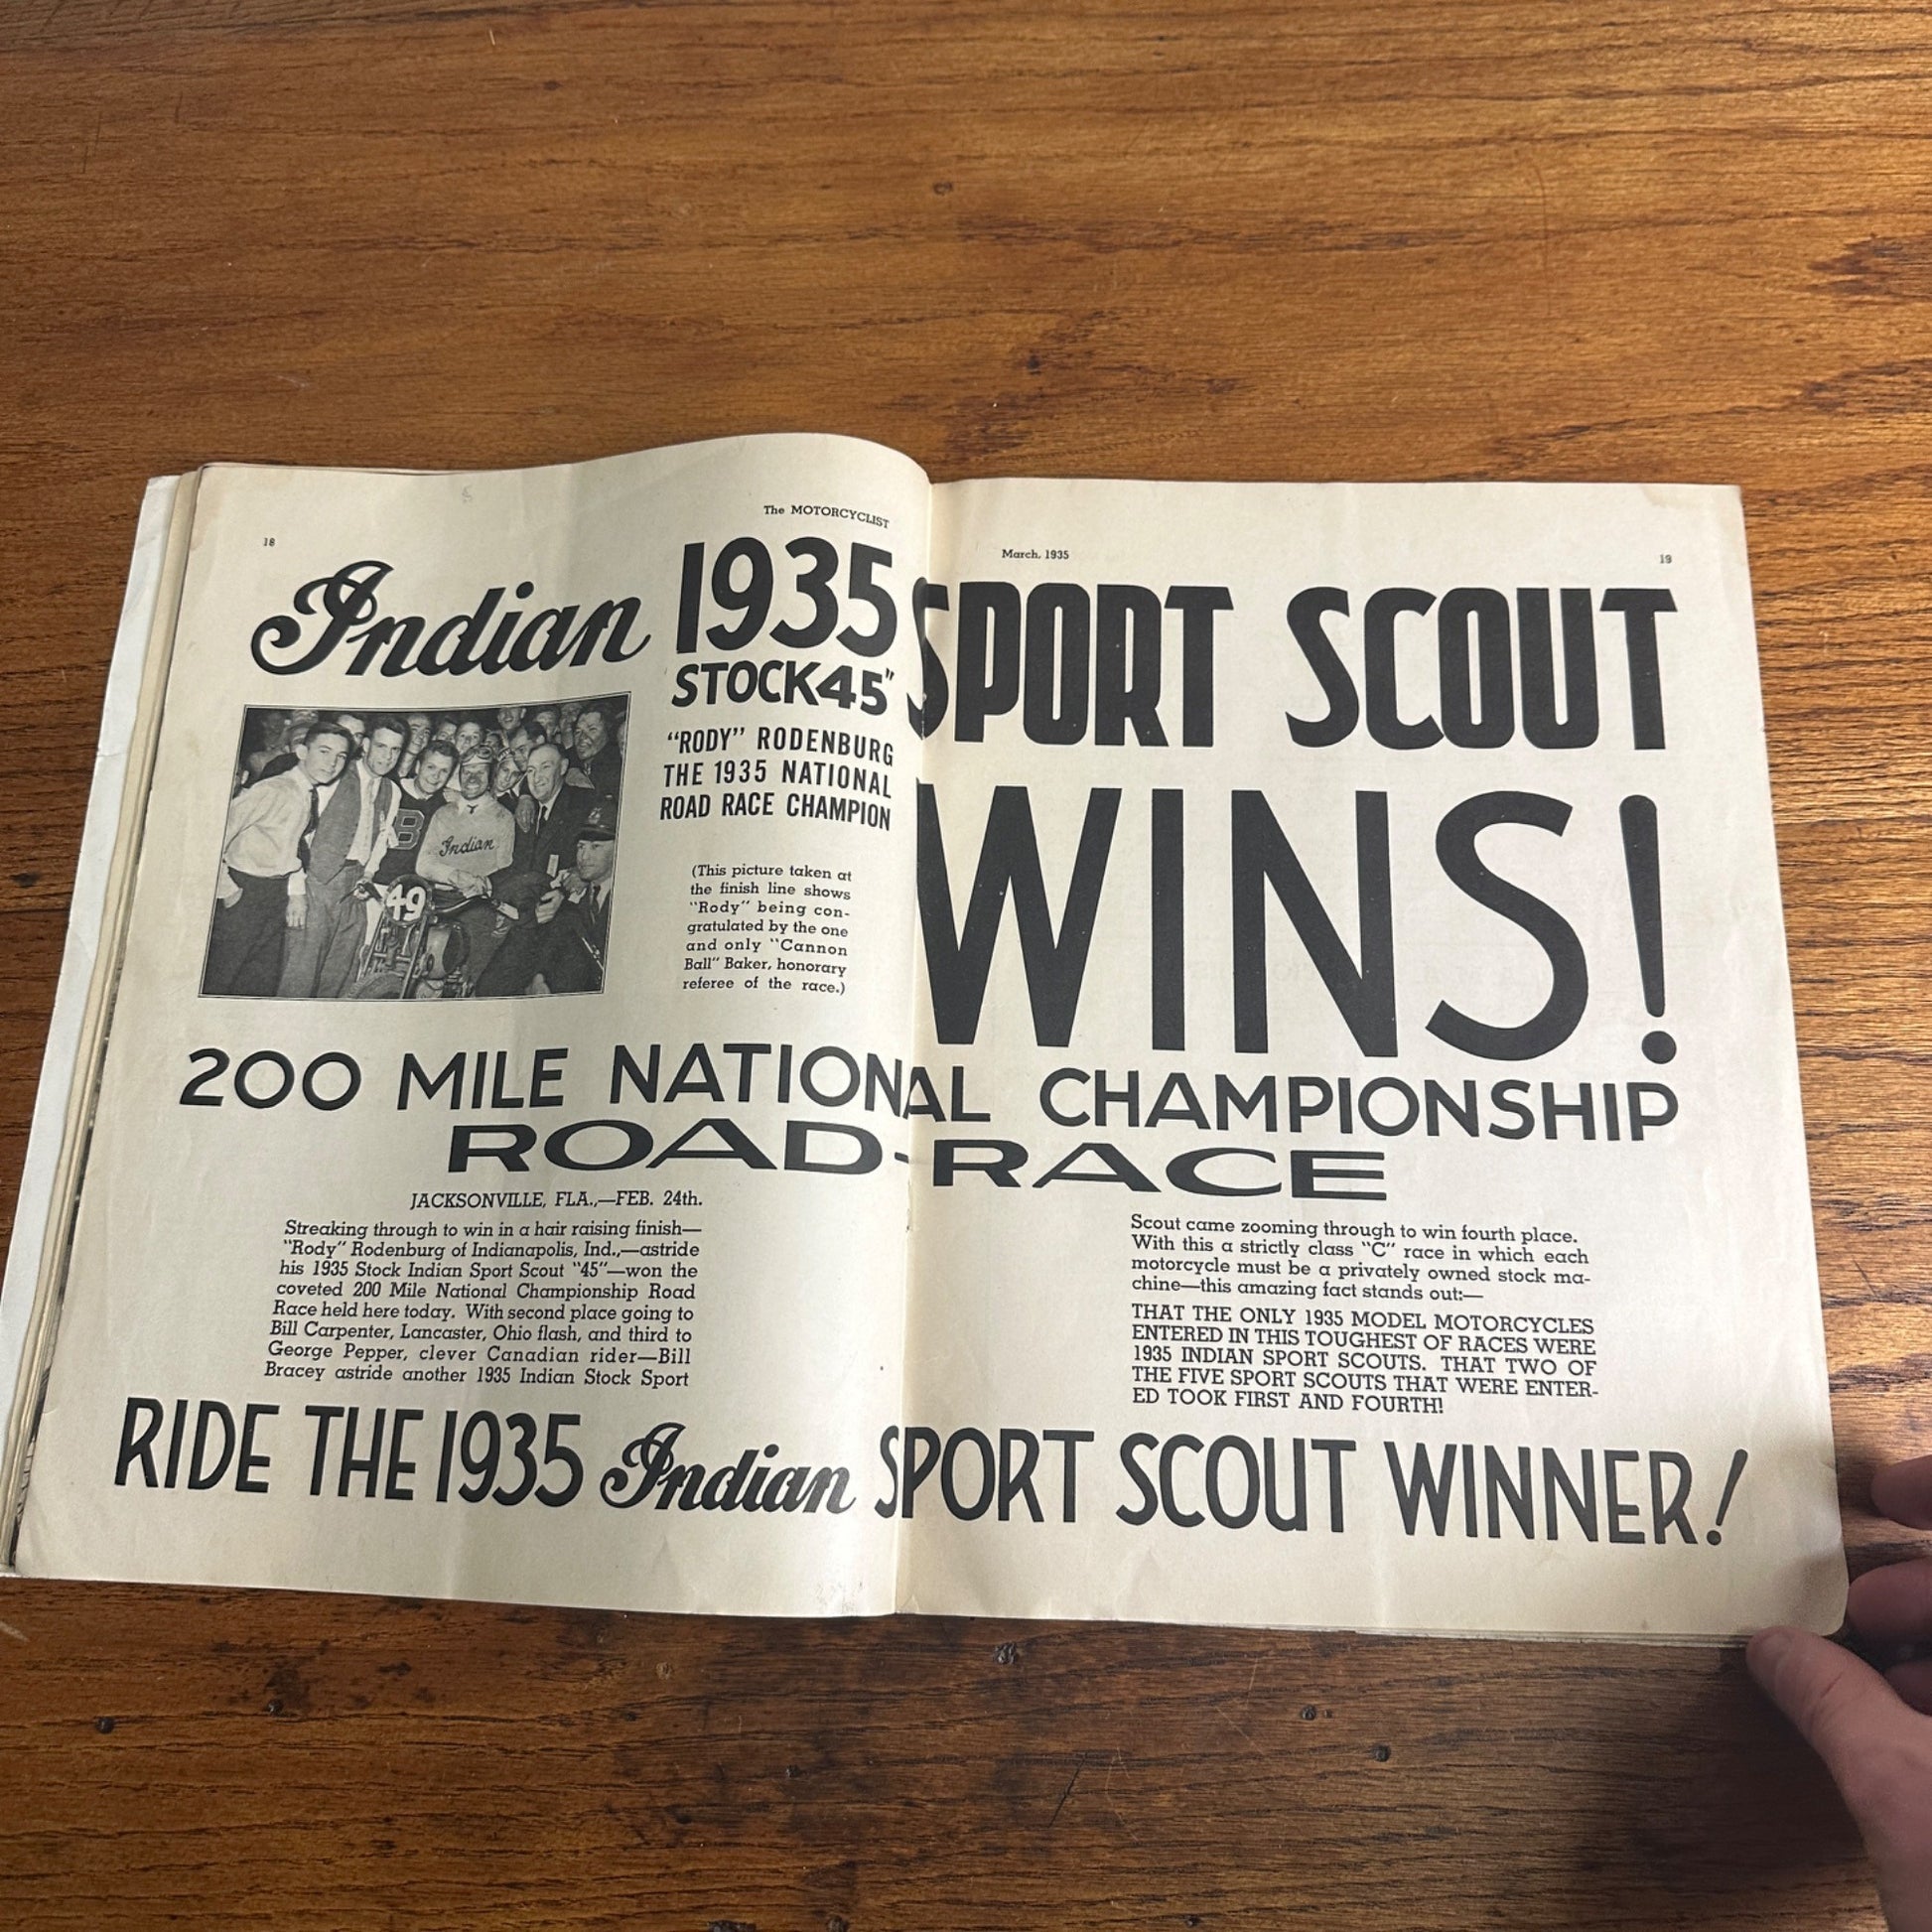 18
The MOTORCYCLIST
March, 1935
19
Indian 1935 SPORT SCOUT
STOCK 45"
WINS!
"RODY" RODENBURG
THE 1935 NATIONAL
ROAD RACE CHAMPION
Indian
B
49
(This picture taken at
the finish line shows
"Rody" being con-
gratulated by the one
and only "Cannon
Ball" Baker, honorary
referee of the race.)
200 MILE NATIONAL CHAMPIONSHIP
ROAD-RACE
JACKSONVILLE, FLA.,—FEB. 24th.
Streaking through to win in a hair raising finish—
"Rody" Rodenburg of Indianapolis, Ind.,—astride
his 1935 Stock Indian Sport Scout "45"—won the
coveted 200 Mile National Championship Road
Race held here today. With second place going to
Bill Carpenter, Lancaster, Ohio flash, and third to
George Pepper, clever Canadian rider—Bill
Bracey astride another 1935 Indian Stock Sport
Scout came zooming through to win fourth place.
With this a strictly class "C" race in which each
motorcycle must be a privately owned stock ma-
chine—this amazing fact stands out:—
THAT THE ONLY 1935 MODEL MOTORCYCLES
ENTERED IN THIS TOUGHEST OF RACES WERE
1935 INDIAN SPORT SCOUTS. THAT TWO OF
THE FIVE SPORT SCOUTS THAT WERE ENTER-
ED TOOK FIRST AND FOURTH!
RIDE THE 1935 Indian SPORT SCOUT WINNER!